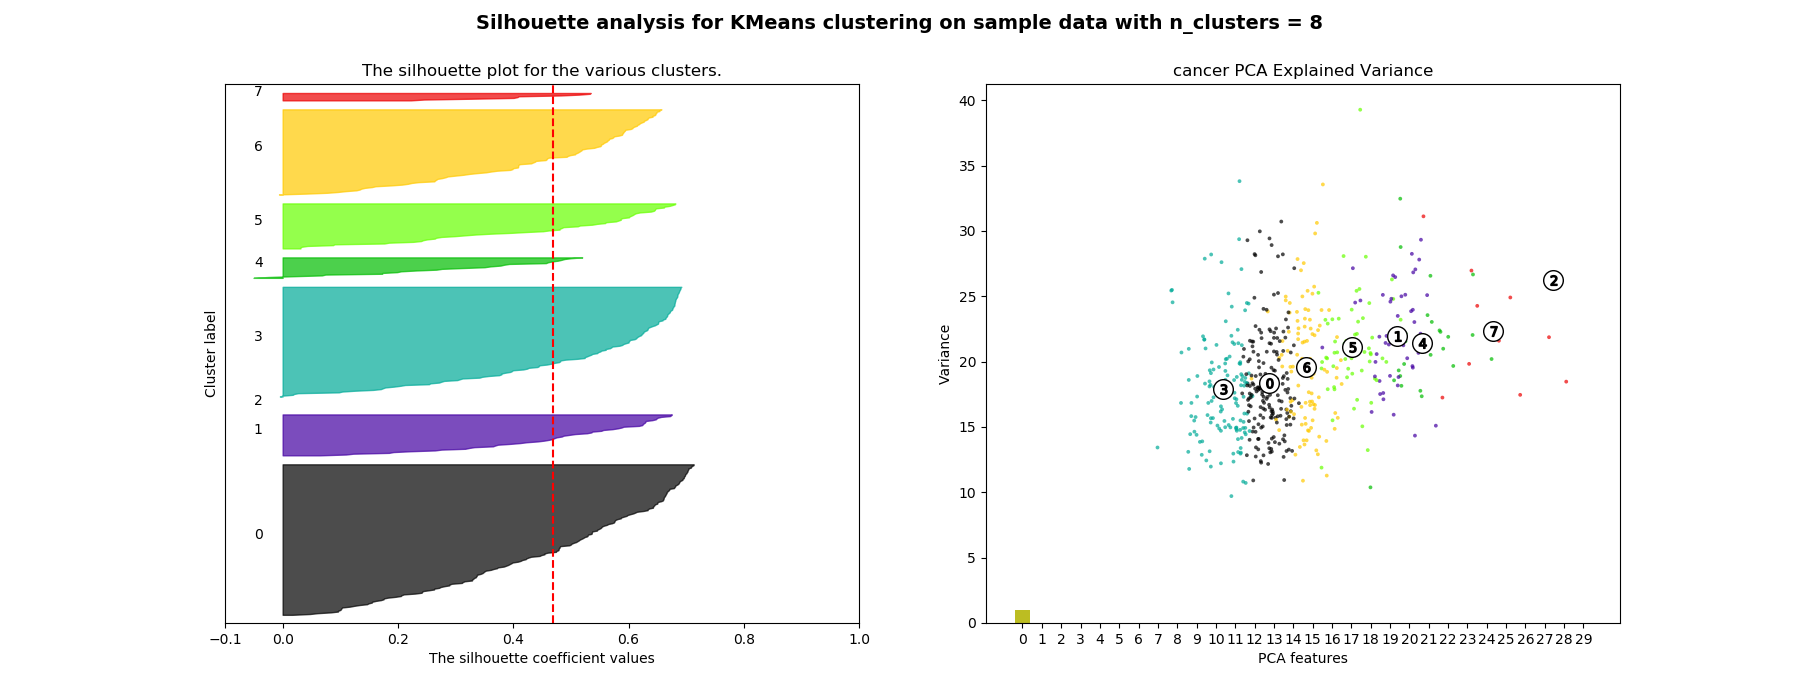 Silhouette analysis for KMeans clustering on sample data with n_clusters = 8
The silhouette plot for the various clusters.
Cluster label
7
6
5
4
3
2
1
0
−0.1 0.0 0.2 0.4 0.6 0.8 1.0
The silhouette coefficient values
cancer PCA Explained Variance
Variance
40
35
30
25
20
15
10
5
0
2
7
1
4
5
6
0
3
0 1 2 3 4 5 6 7 8 9 10 11 12 13 14 15 16 17 18 19 20 21 22 23 24 25 26 27 28 29
PCA features